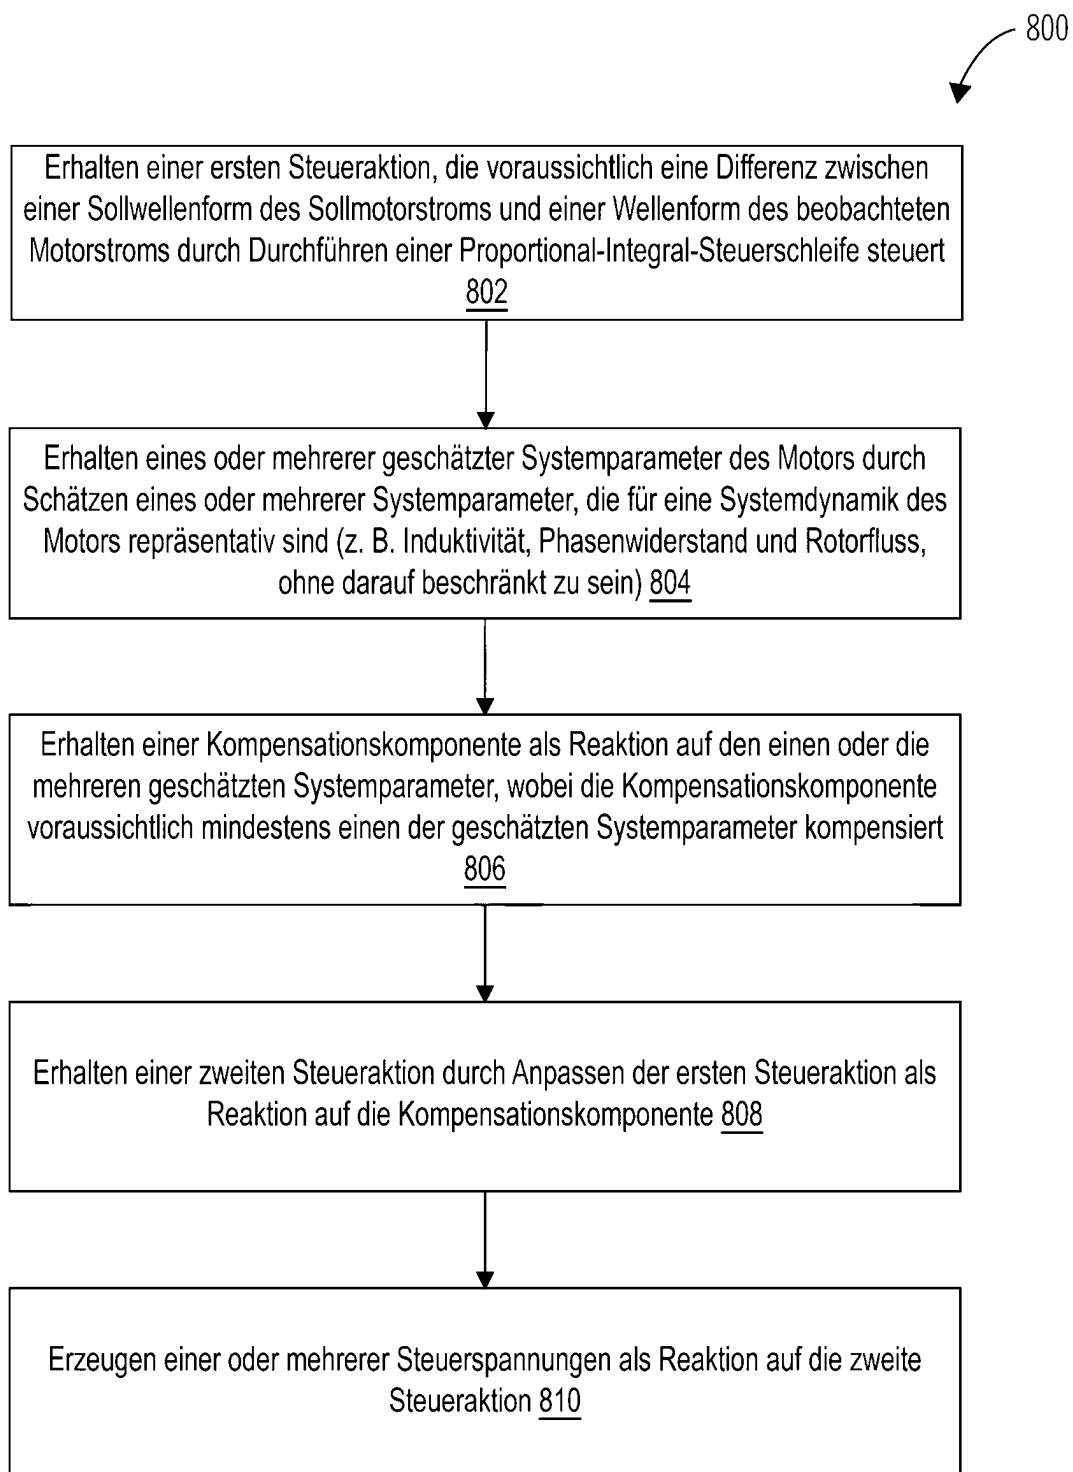 800
Erhalten einer ersten Steueraktion, die voraussichtlich eine Differenz zwischen
einer Sollwellenform des Sollmotorstroms und einer Wellenform des beobachteten
Motorstroms durch Durchführen einer Proportional-Integral-Steuerschleife steuert
802
Erhalten eines oder mehrerer geschätzter Systemparameter des Motors durch
Schätzen eines oder mehrerer Systemparameter, die für eine Systemdynamik des
Motors repräsentativ sind (z. B. Induktivität, Phasenwiderstand und Rotorfluss,
ohne darauf beschränkt zu sein) 804
Erhalten einer Kompensationskomponente als Reaktion auf den einen oder die
mehreren geschätzten Systemparameter, wobei die Kompensationskomponente
voraussichtlich mindestens einen der geschätzten Systemparameter kompensiert
806
Erhalten einer zweiten Steueraktion durch Anpassen der ersten Steueraktion als
Reaktion auf die Kompensationskomponente 808
Erzeugen einer oder mehrerer Steuerspannungen als Reaktion auf die zweite
Steueraktion 810